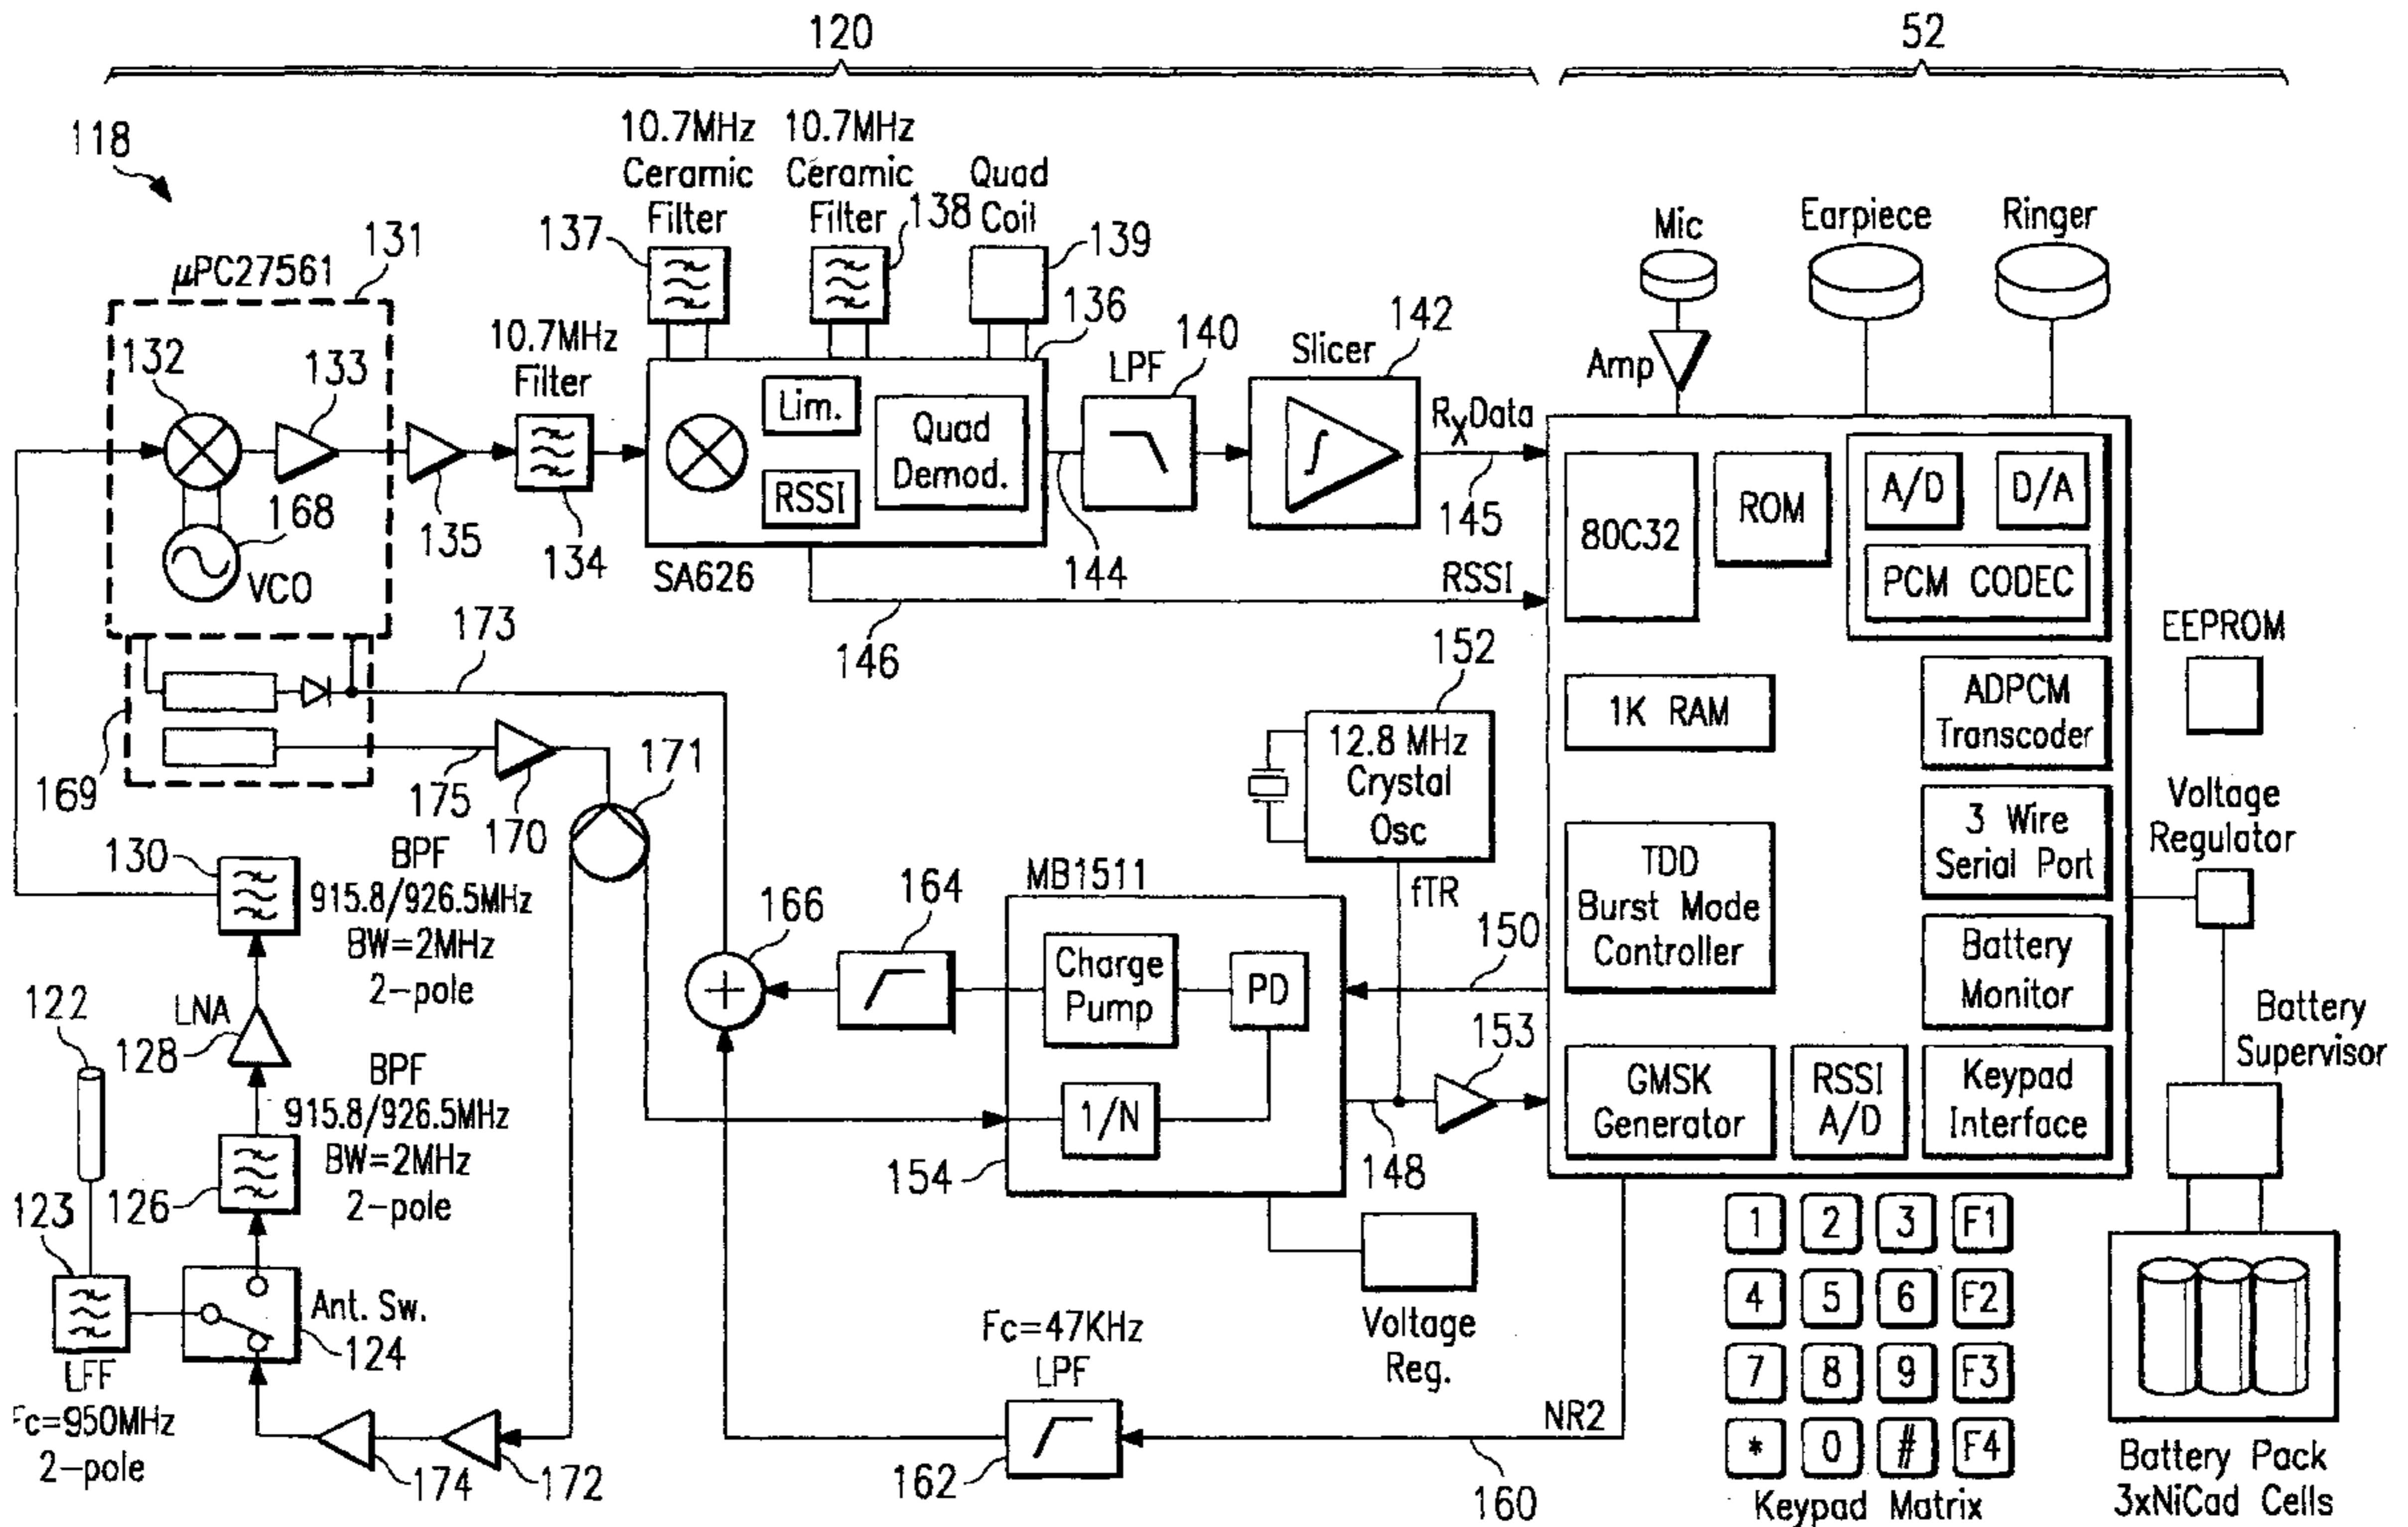 120
52
118
10.7MHz
Ceramic
Filter
137
10.7MHz
Ceramic
Filter
138
Quad
Coil
139
136
µPC27561
131
132
133
168
VCO
135
10.7MHz
Filter
134
Lim.
RSSI
Quad
Demod.
SA626
144
LPF
140
Slicer
142
RXData
145
RSSI
146
Mic
Amp
Earpiece
Ringer
80C32
ROM
A/D
D/A
PCM CODEC
1K RAM
ADPCM
Transcoder
TDD
Burst Mode
Controller
3 Wire
Serial Port
Battery
Monitor
GMSK
Generator
RSSI
A/D
Keypad
Interface
EEPROM
Voltage
Regulator
Battery
Supervisor
Battery Pack
3xNiCad Cells
173
169
175
170
171
152
12.8 MHz
Crystal
Osc
fTR
130
BPF
915.8/926.5MHz
BW=2MHz
2-pole
LNA
128
122
BPF
915.8/926.5MHz
BW=2MHz
2-pole
126
123
LFF
Fc=950MHz
2-pole
Ant. Sw.
124
174
172
166
164
MB1511
Charge
Pump
PD
1/N
154
150
153
148
Voltage
Reg.
Fc=47KHz
LPF
162
NR2
160
1 2 3 F1
4 5 6 F2
7 8 9 F3
* 0 # F4
Keypad Matrix